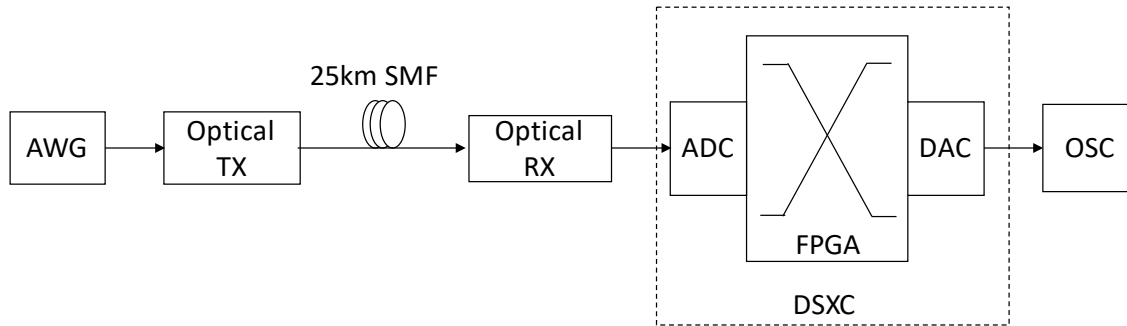 25km SMF
AWG
Optical
TX
Optical
RX
ADC
FPGA
DAC
OSC
DSXC